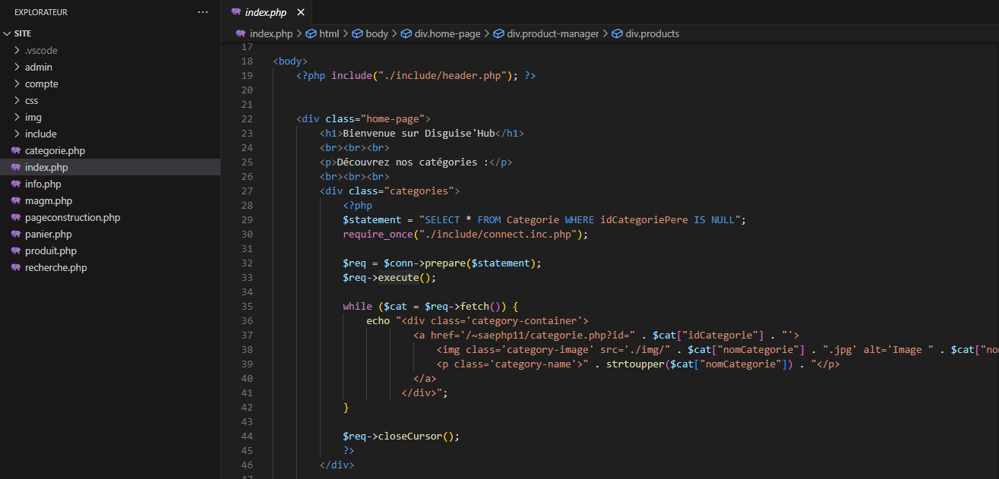 EXPLORATEUR
SITE
.vscode
admin
compte
css
img
include
categorie.php
index.php
info.php
magm.php
pageconstruction.php
panier.php
produit.php
recherche.php
index.php
index.php > html > body > div.home-page > div.product-manager > div.products
17
18 <body>
19 <?php include("./include/header.php"); ?>
20
21
22 <div class="home-page">
23 <h1>Bienvenue sur Disguise'Hub</h1>
24 <br><br><br>
25 <p>Découvrez nos catégories :</p>
26 <br><br><br>
27 <div class="categories">
28 <?php
29 $statement = "SELECT * FROM Categorie WHERE idCategoriePere IS NULL";
30 require_once("./include/connect.inc.php");
31
32 $req = $conn->prepare($statement);
33 $req->execute();
34
35 while ($cat = $req->fetch()) {
36 echo "<div class='category-container'>
37 <a href='/~saephp11/categorie.php?id=" . $cat["idCategorie"] . "'>
38 <img class='category-image' src='./img/" . $cat["nomCategorie"] . ".jpg' alt='Image " . $cat["no
39 <p class='category-name'>" . strtoupper($cat["nomCategorie"]) . "</p>
40 </a>
41 </div>";
42 }
43
44 $req->closeCursor();
45 ?>
46 </div>
47